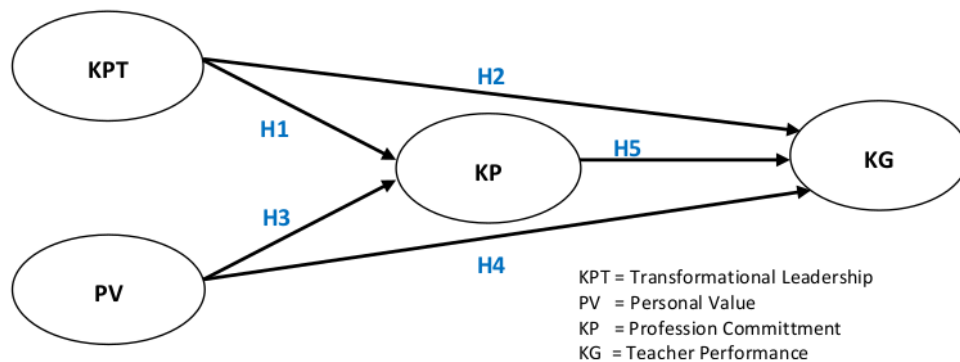 KPT
H2
H1
KP
H5
KG
H3
PV
H4
KPT = Transformational Leadership
PV = Personal Value
KP = Profession Committment
KG = Teacher Performance